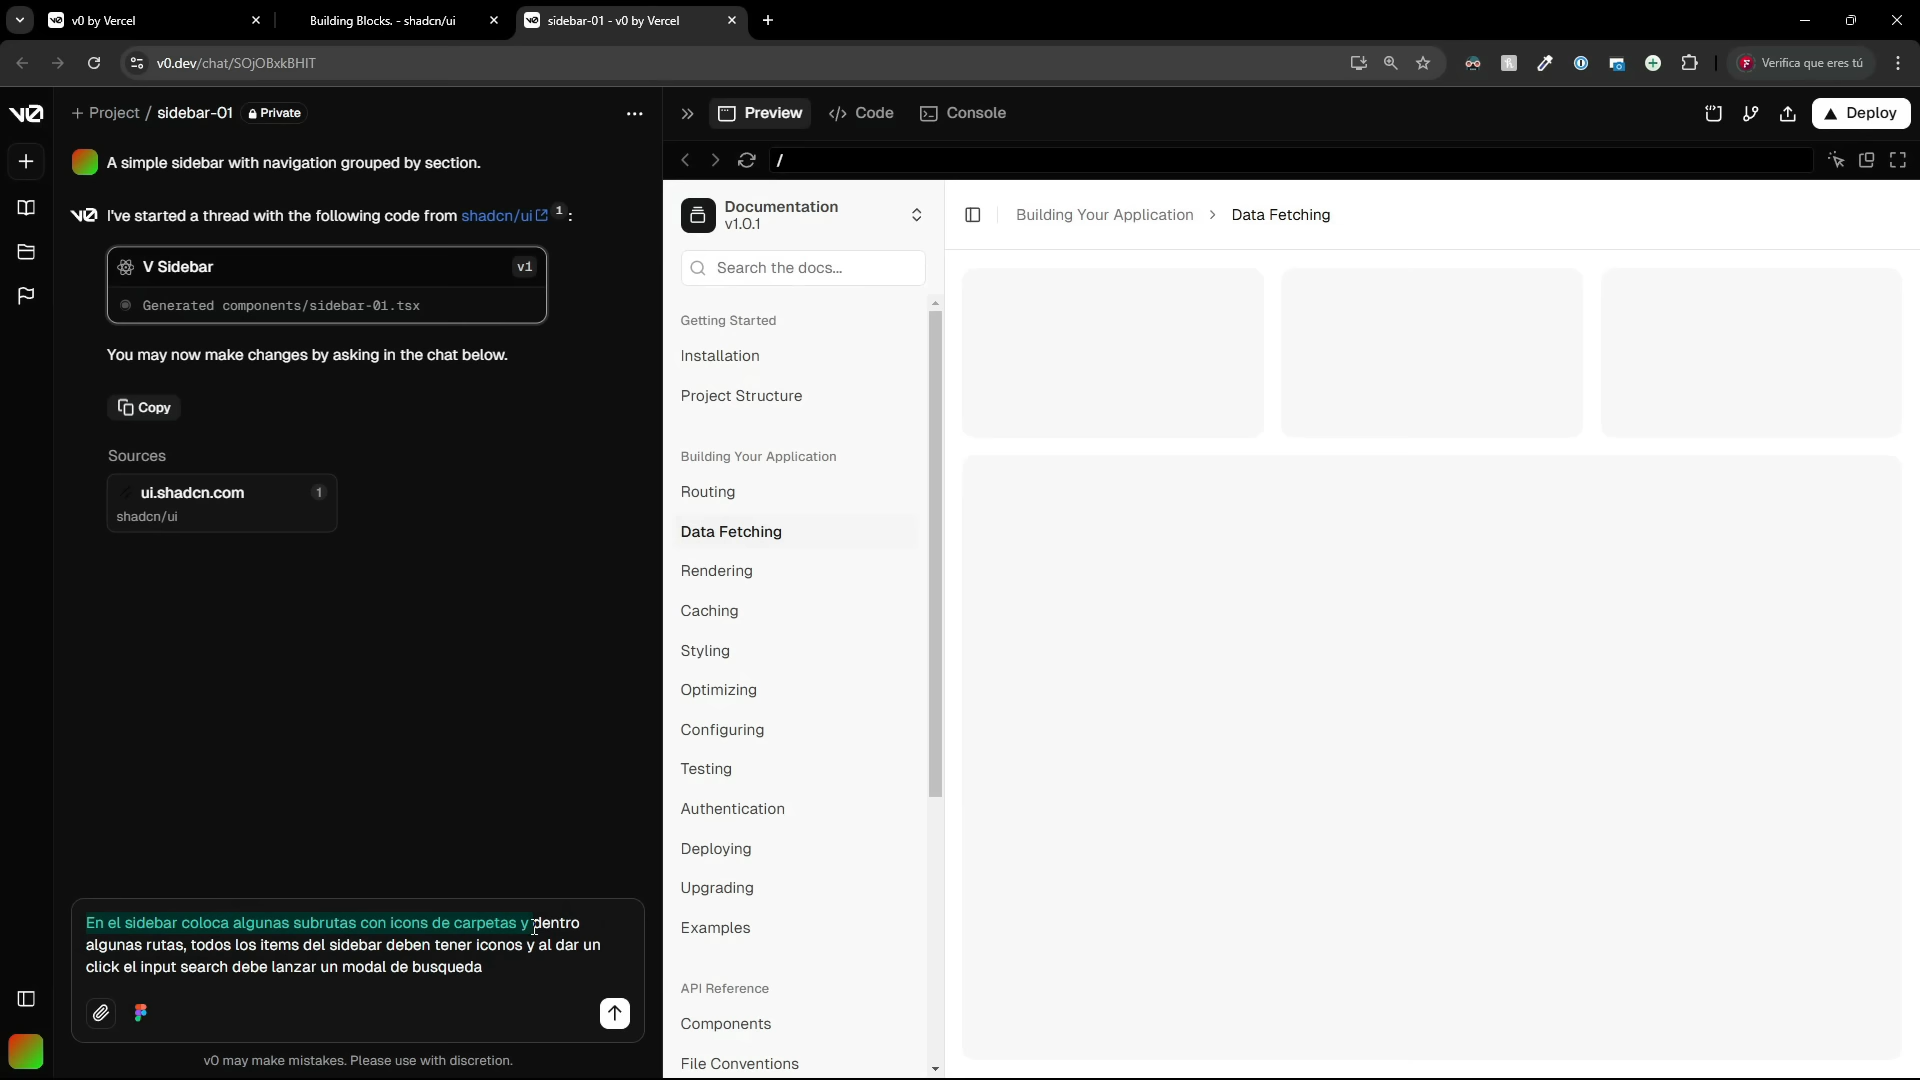 v0 by Vercel
Building Blocks. - shadcn/ui
sidebar-01 - v0 by Vercel
v0.dev/chat/SOjOBxkBHIT
Verifica que eres tú
Project / sidebar-01 Private
Preview
Code
Console
Deploy
A simple sidebar with navigation grouped by section.
I've started a thread with the following code from shadcn/ui 1 :
V Sidebar v1
Generated components/sidebar-01.tsx
You may now make changes by asking in the chat below.
Copy
Sources
ui.shadcn.com 1
shadcn/ui
En el sidebar coloca algunas subrutas con icons de carpetas y dentro
algunas rutas, todos los items del sidebar deben tener iconos y al dar un
click el input search debe lanzar un modal de busqueda
v0 may make mistakes. Please use with discretion.
/
Documentation
v1.0.1
Search the docs...
Getting Started
Installation
Project Structure
Building Your Application
Routing
Data Fetching
Rendering
Caching
Styling
Optimizing
Configuring
Testing
Authentication
Deploying
Upgrading
Examples
API Reference
Components
File Conventions
Building Your Application > Data Fetching